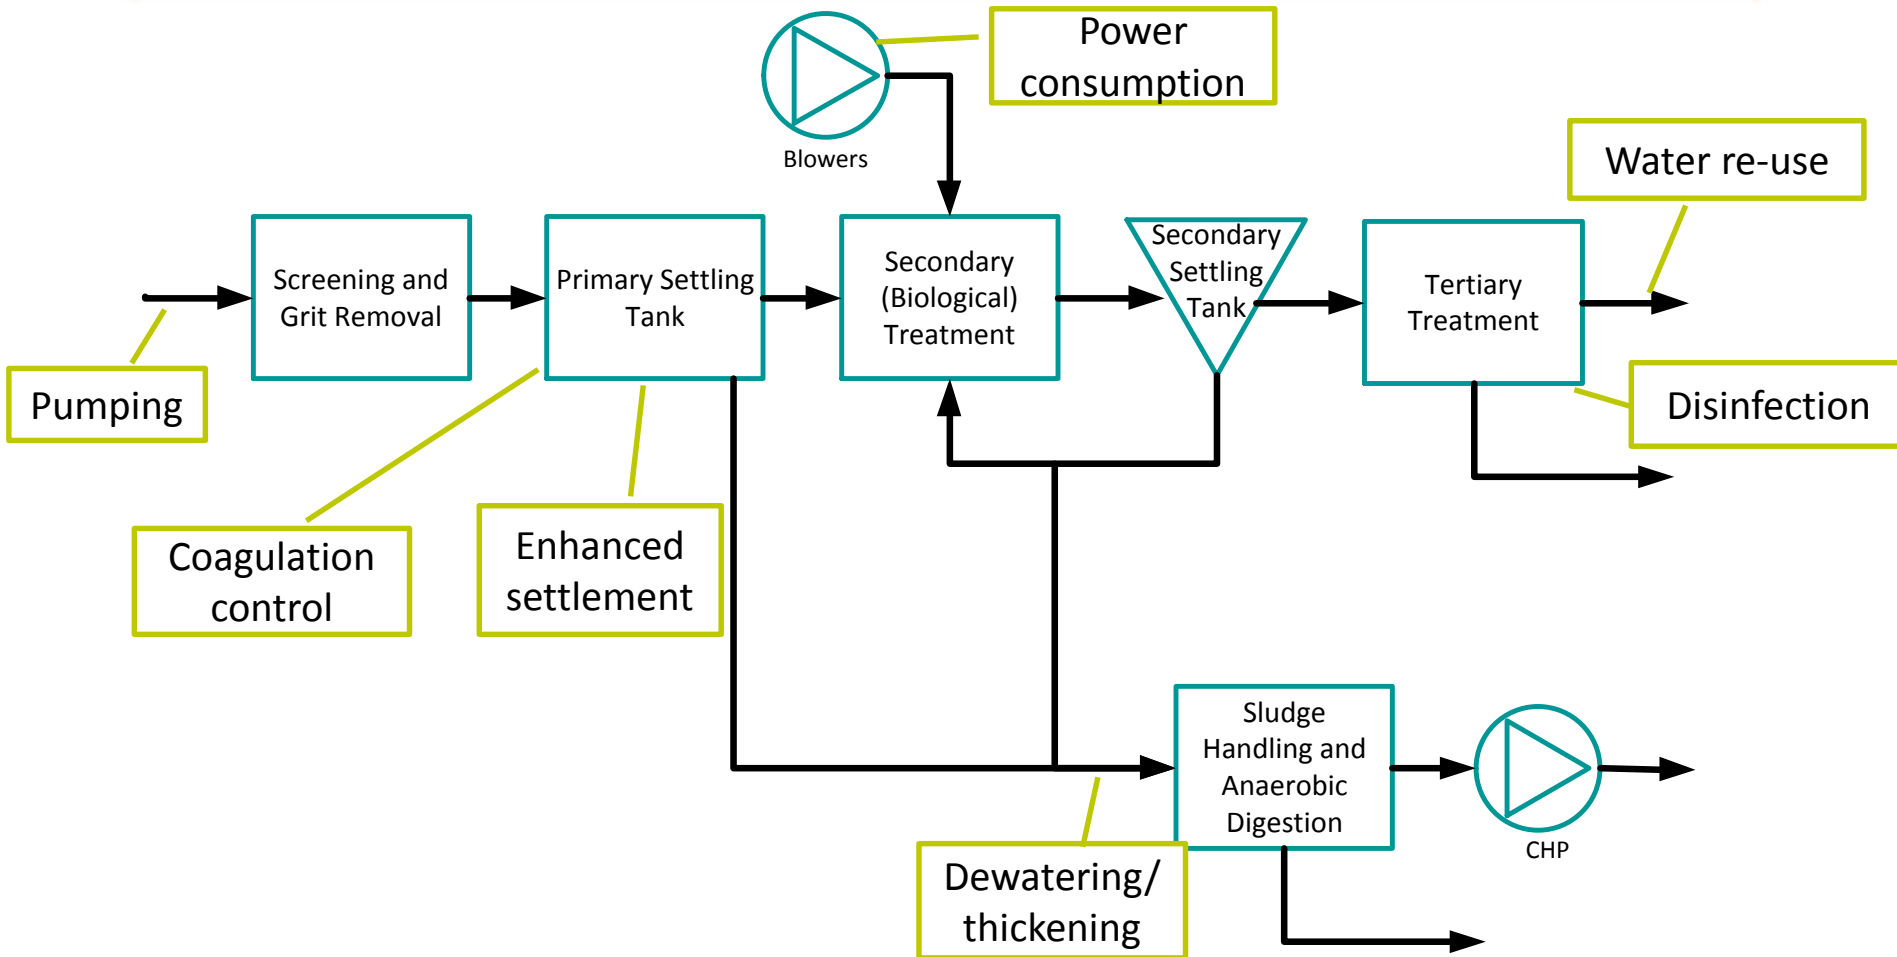 Power
consumption
Blowers
Water re-use
Screening and
Grit Removal
Primary Settling
Tank
Secondary
(Biological)
Treatment
Secondary
Settling
Tank
Tertiary
Treatment
Pumping
Disinfection
Coagulation
control
Enhanced
settlement
Sludge
Handling and
Anaerobic
Digestion
CHP
Dewatering/
thickening